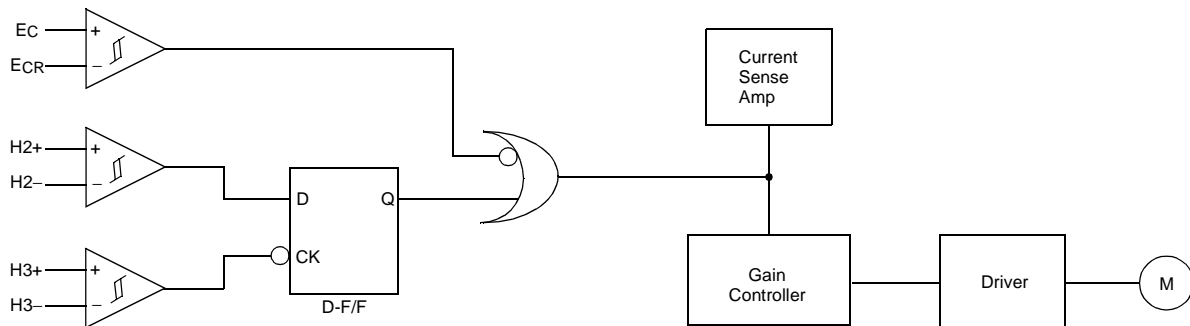 EC
+
ECR
−
H2+
+
H2−
−
D
Q
CK
D-F/F
H3+
+
H3−
−
Current
Sense
Amp
Gain
Controller
Driver
M